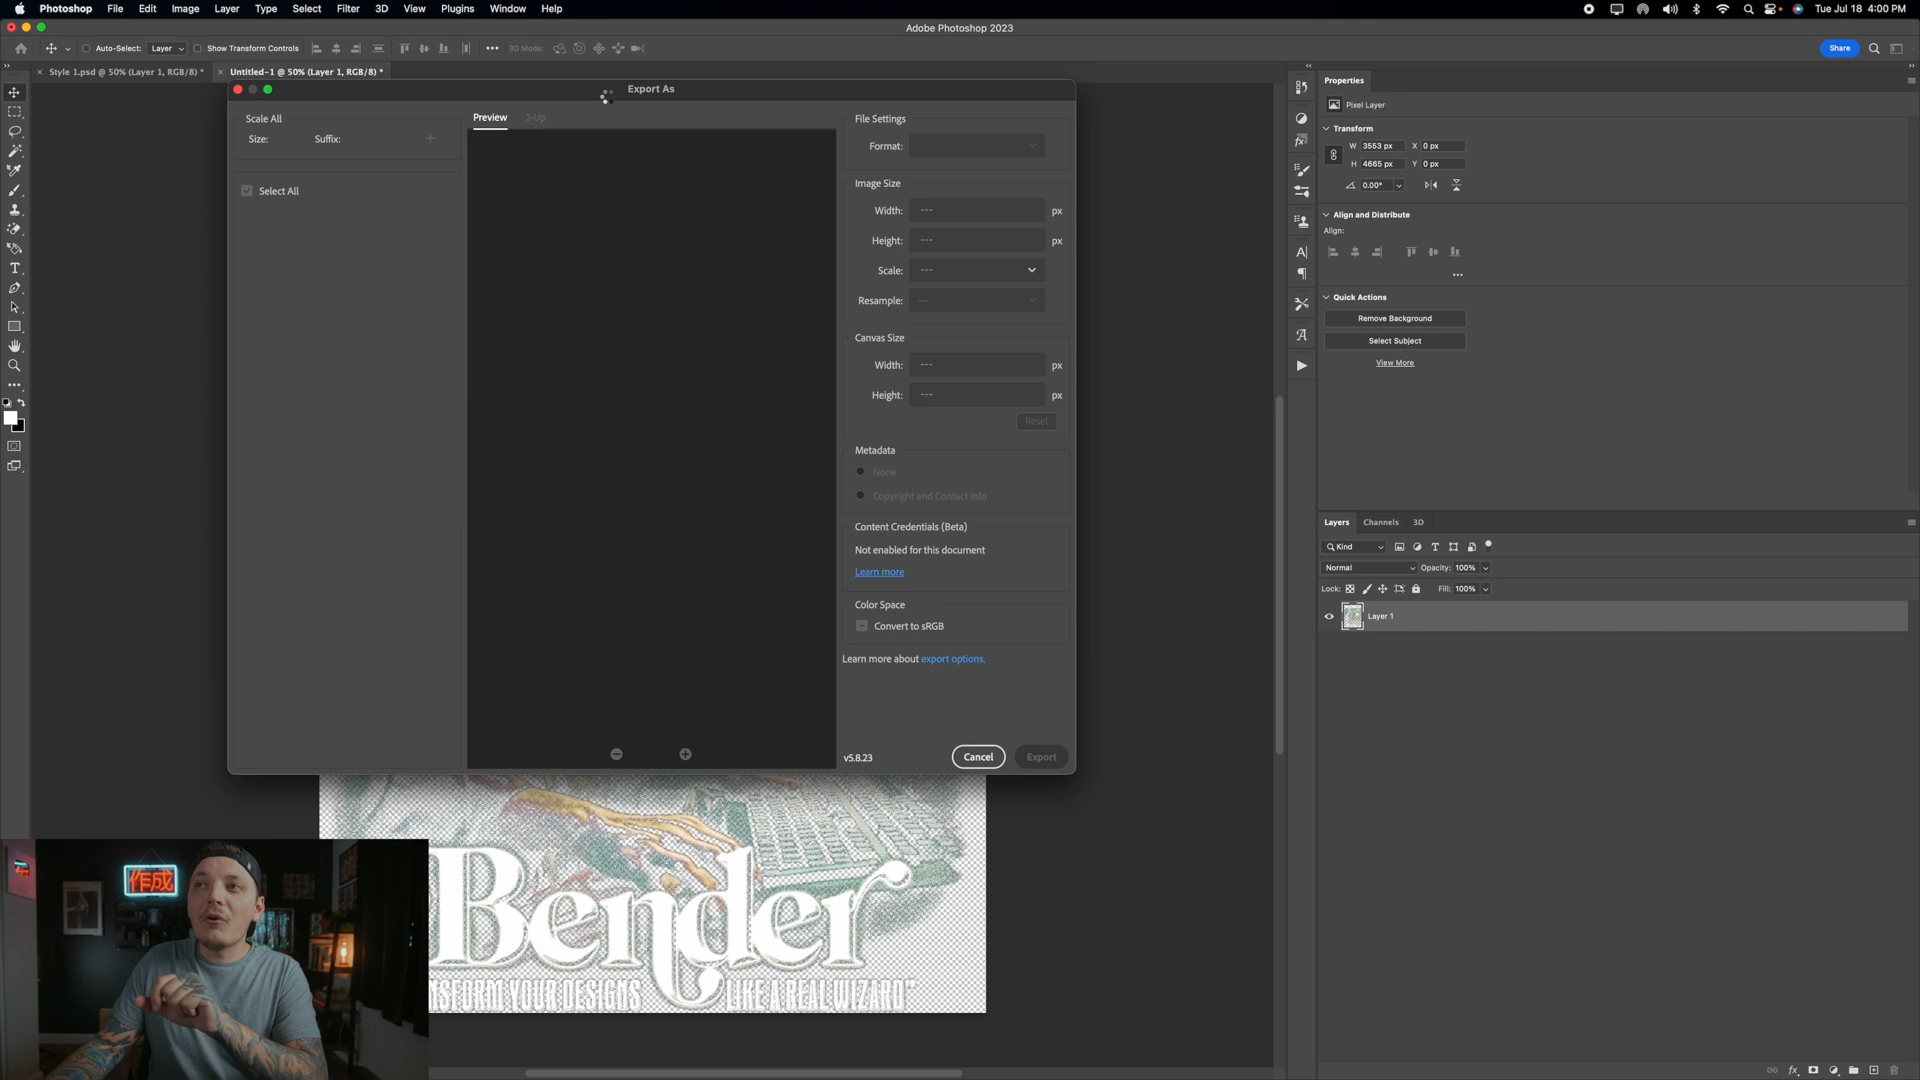 Photoshop File Edit Image Layer Type Select Filter 3D View Plugins Window Help
Tue Jul 18 4:00 PM
Adobe Photoshop 2023
Auto-Select: Layer Show Transform Controls 3D Mode: Share
Style 1.psd @ 50% (Layer 1, RGB/8) * Untitled-1 @ 50% (Layer 1, RGB/8) *
Export As
Scale All
Size: Suffix:
Select All
Preview 2-Up
File Settings
Format:
Image Size
Width: --- px
Height: --- px
Scale: ---
Resample: ---
Canvas Size
Width: --- px
Height: --- px
Reset
Metadata
None
Copyright and Contact Info
Content Credentials (Beta)
Not enabled for this document
Learn more
Color Space
Convert to sRGB
Learn more about export options.
v5.8.23 Cancel Export
Properties
Pixel Layer
Transform
W 3553 px X 0 px
H 4665 px Y 0 px
0.00°
Align and Distribute
Align:
Quick Actions
Remove Background
Select Subject
View More
Layers Channels 3D
Kind
Normal Opacity: 100%
Lock: Fill: 100%
Layer 1
作成
Bender
NSFORM YOUR DESIGNS LIKE A REAL WIZARD"